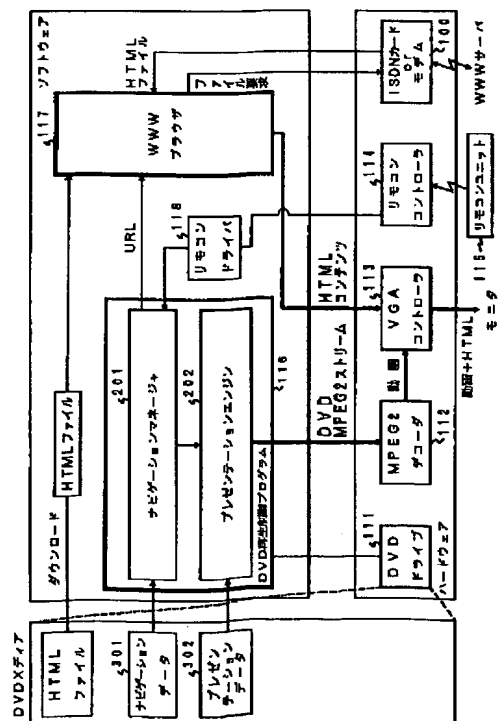 DVDメディア
HTML
ファイル
301
ナビゲーション
データ
302
プレゼン
テーション
データ
ソフトウェア
ダウンロード
HTMLファイル
117
WWW
ブラウザ
HTML
ファイル
ファイル要求
URL
201
ナビゲーションマネージャ
202
プレゼンテーションエンジン
DVD再生制御プログラム
116
118
リモコン
ドライバ
DVD
MPEG2ストリーム
HTML
コンテンツ
ハードウェア
DVD
ドライブ
111
MPEG2
デコーダ
112
動画
VGA
コントローラ
113
リモコン
コントローラ
114
ISDNカード
or
モデム
100
動画+HTML
モニタ
115
リモコンユニット
WWWサーバ